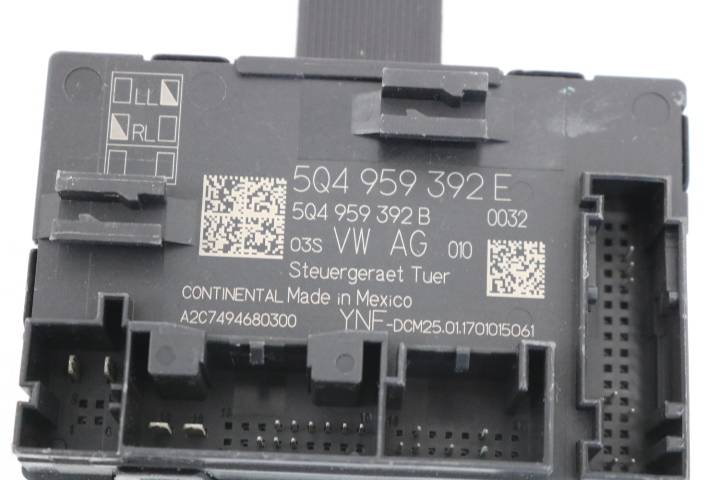 LL
RL
5Q4 959 392 E
5Q4 959 392 B 0032
03S VW AG 010
Steuergeraet Tuer
CONTINENTAL Made in Mexico
A2C7494680300 YNF-DCM25.01.1701015061